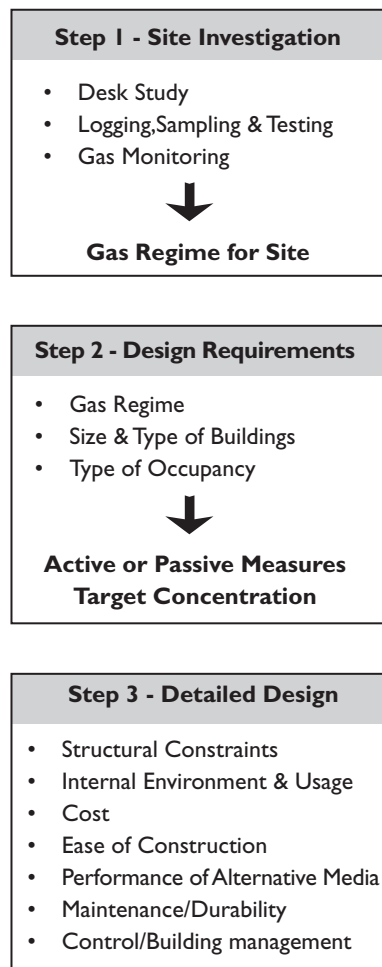 Step 1 - Site Investigation
• Desk Study
• Logging,Sampling & Testing
• Gas Monitoring
Gas Regime for Site
Step 2 - Design Requirements
• Gas Regime
• Size & Type of Buildings
• Type of Occupancy
Active or Passive Measures
Target Concentration
Step 3 - Detailed Design
• Structural Constraints
• Internal Environment & Usage
• Cost
• Ease of Construction
• Performance of Alternative Media
• Maintenance/Durability
• Control/Building management